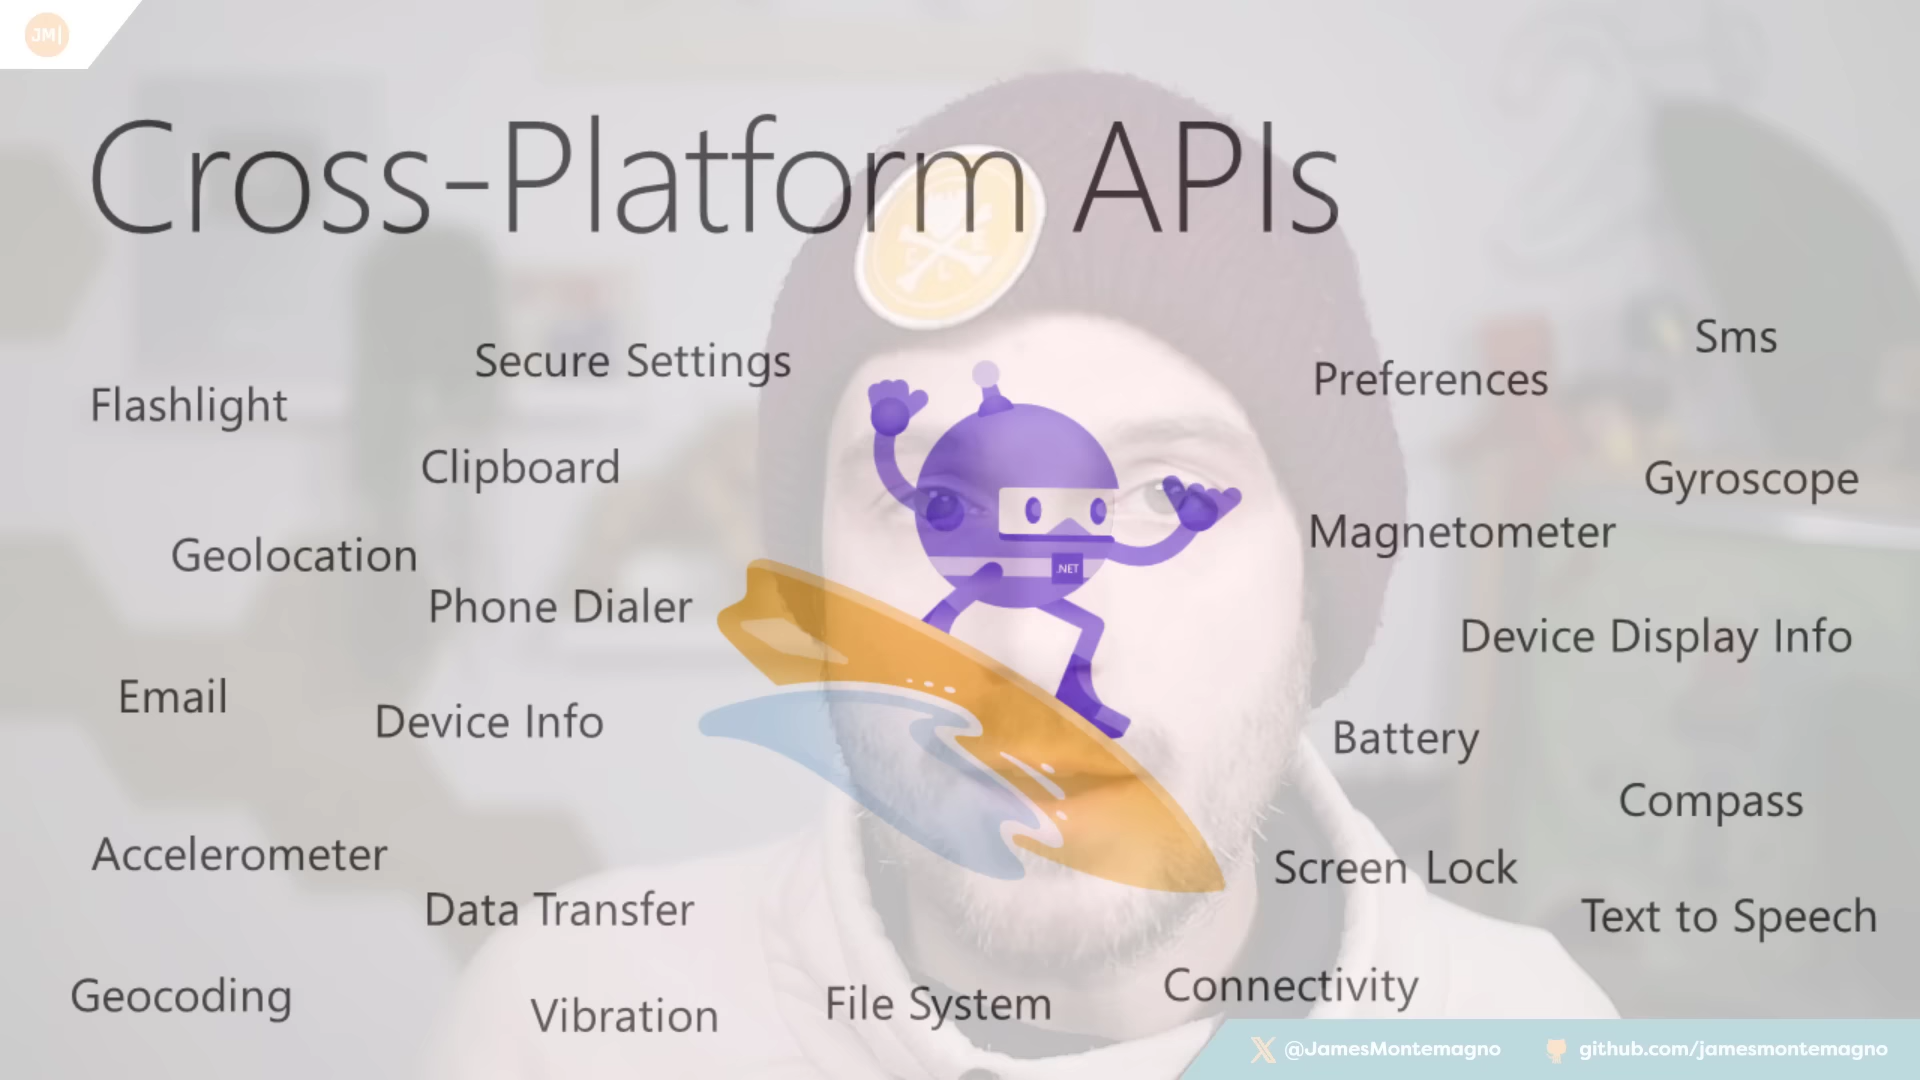 JM|
Cross-Platform APIs
Sms
Secure Settings
Preferences
Flashlight
Clipboard
Gyroscope
Magnetometer
Geolocation
.NET
Phone Dialer
Device Display Info
Email
Device Info
Battery
Compass
Accelerometer
Screen Lock
Data Transfer
Text to Speech
Geocoding
Vibration
File System
Connectivity
@JamesMontemagno
github.com/jamesmontemagno